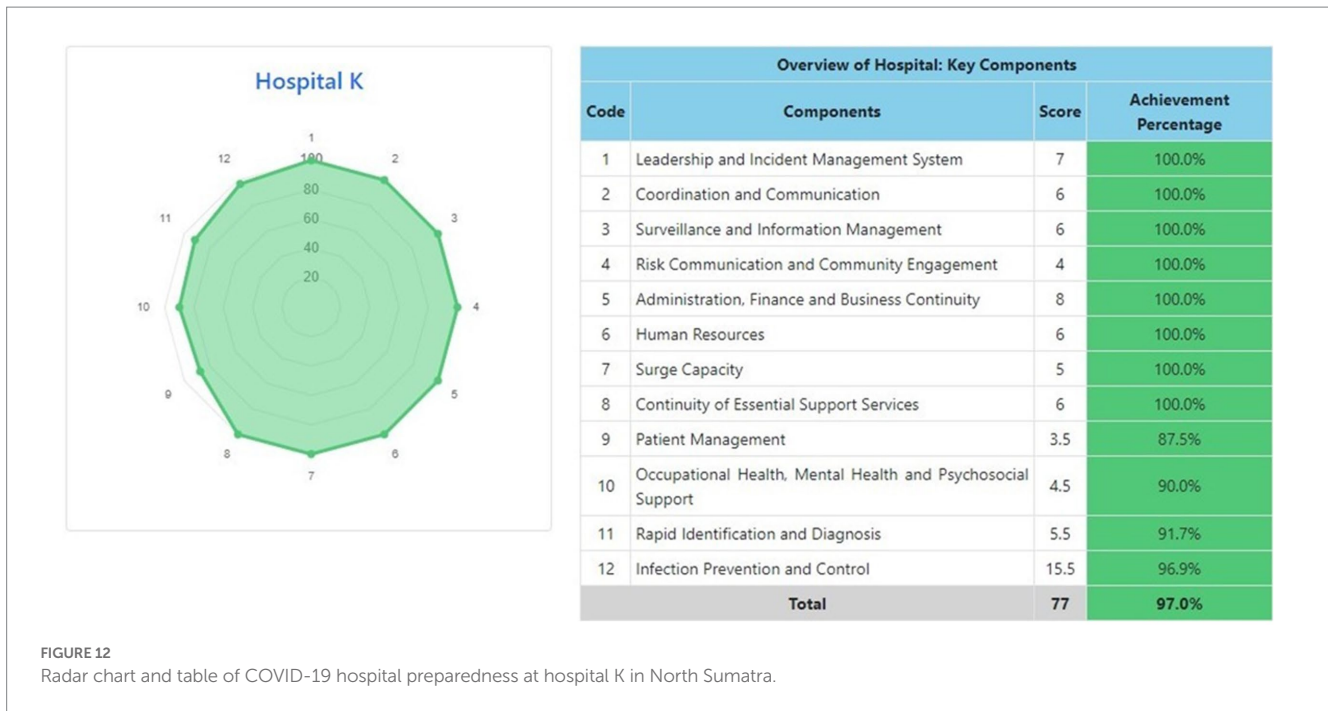 Hospital K
1
100
12
2
80
11
3
60
40
20
10
4
9
5
8
6
7
Overview of Hospital: Key Components
Code Components Score Achievement
Percentage
1 Leadership and Incident Management System 7 100.0%
2 Coordination and Communication 6 100.0%
3 Surveillance and Information Management 6 100.0%
4 Risk Communication and Community Engagement 4 100.0%
5 Administration, Finance and Business Continuity 8 100.0%
6 Human Resources 6 100.0%
7 Surge Capacity 5 100.0%
8 Continuity of Essential Support Services 6 100.0%
9 Patient Management 3.5 87.5%
10 Occupational Health, Mental Health and Psychosocial
Support 4.5 90.0%
11 Rapid Identification and Diagnosis 5.5 91.7%
12 Infection Prevention and Control 15.5 96.9%
Total 77 97.0%
FIGURE 12
Radar chart and table of COVID-19 hospital preparedness at hospital K in North Sumatra.